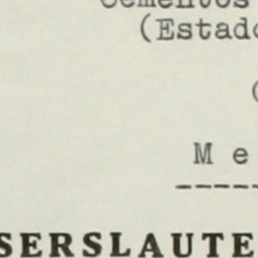 Cementos
(Estado
(
M e
SERSLAUTE